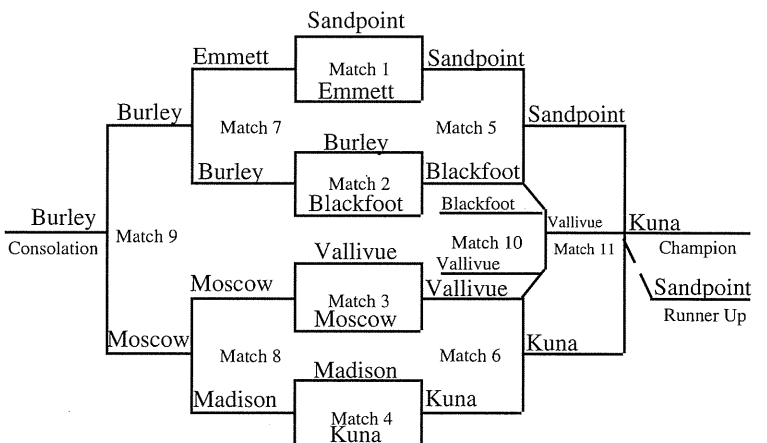 Sandpoint
Emmett
Match 1
Sandpoint
Emmett
Burley
Match 7
Match 5
Sandpoint
Burley
Burley
Match 2
Blackfoot
Blackfoot
Blackfoot
Burley
Consolation
Match 9
Vallivue
Match 10
Vallivue
Match 11
Kuna
Champion
Vallivue
Moscow
Match 3
Vallivue
Moscow
Sandpoint
Runner Up
Moscow
Match 8
Match 6
Kuna
Madison
Madison
Match 4
Kuna
Kuna